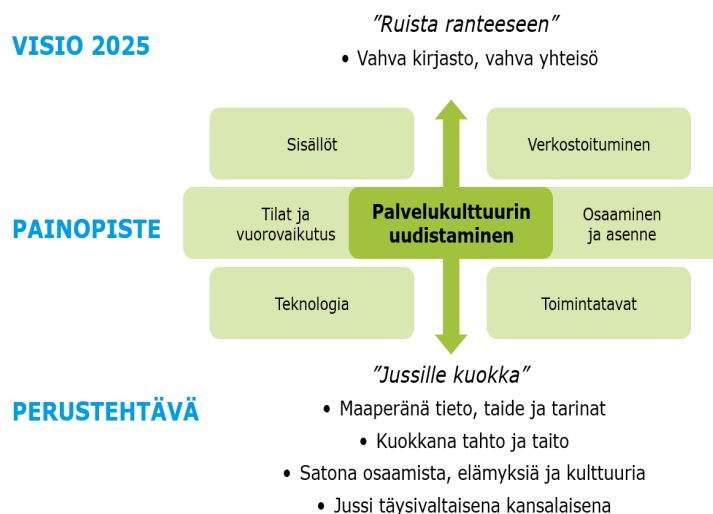 VISIO 2025
”Ruista ranteeseen”
• Vahva kirjasto, vahva yhteisö
Sisällöt
Verkostoituminen
PAINOPISTE
Tilat ja
vuorovaikutus
Palvelukulttuurin
uudistaminen
Osaaminen
ja asenne
Teknologia
Toimintatavat
PERUSTEHTÄVÄ
”Jussille kuokka”
• Maaperänä tieto, taide ja tarinat
• Kuokkana tahto ja taito
• Satona osaamista, elämyksiä ja kulttuuria
• Jussi täysivaltaisena kansalaisena